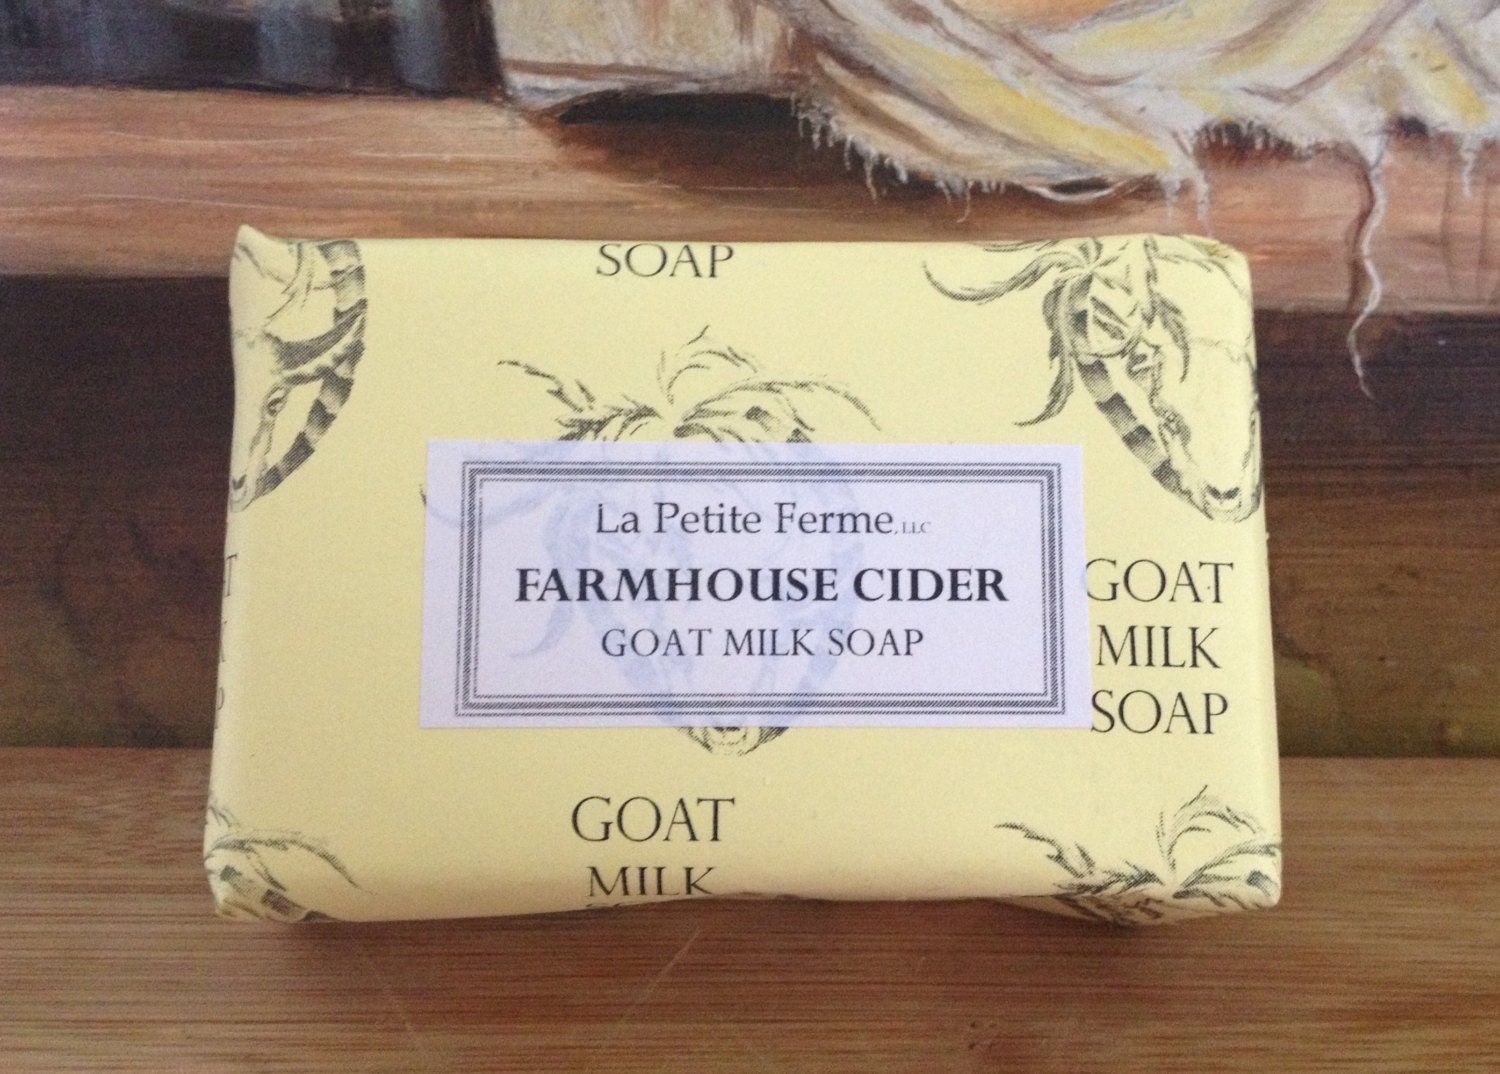 SOAP
La Petite Ferme, LLC
FARMHOUSE CIDER
GOAT MILK SOAP
GOAT
MILK
SOAP
GOAT
MILK